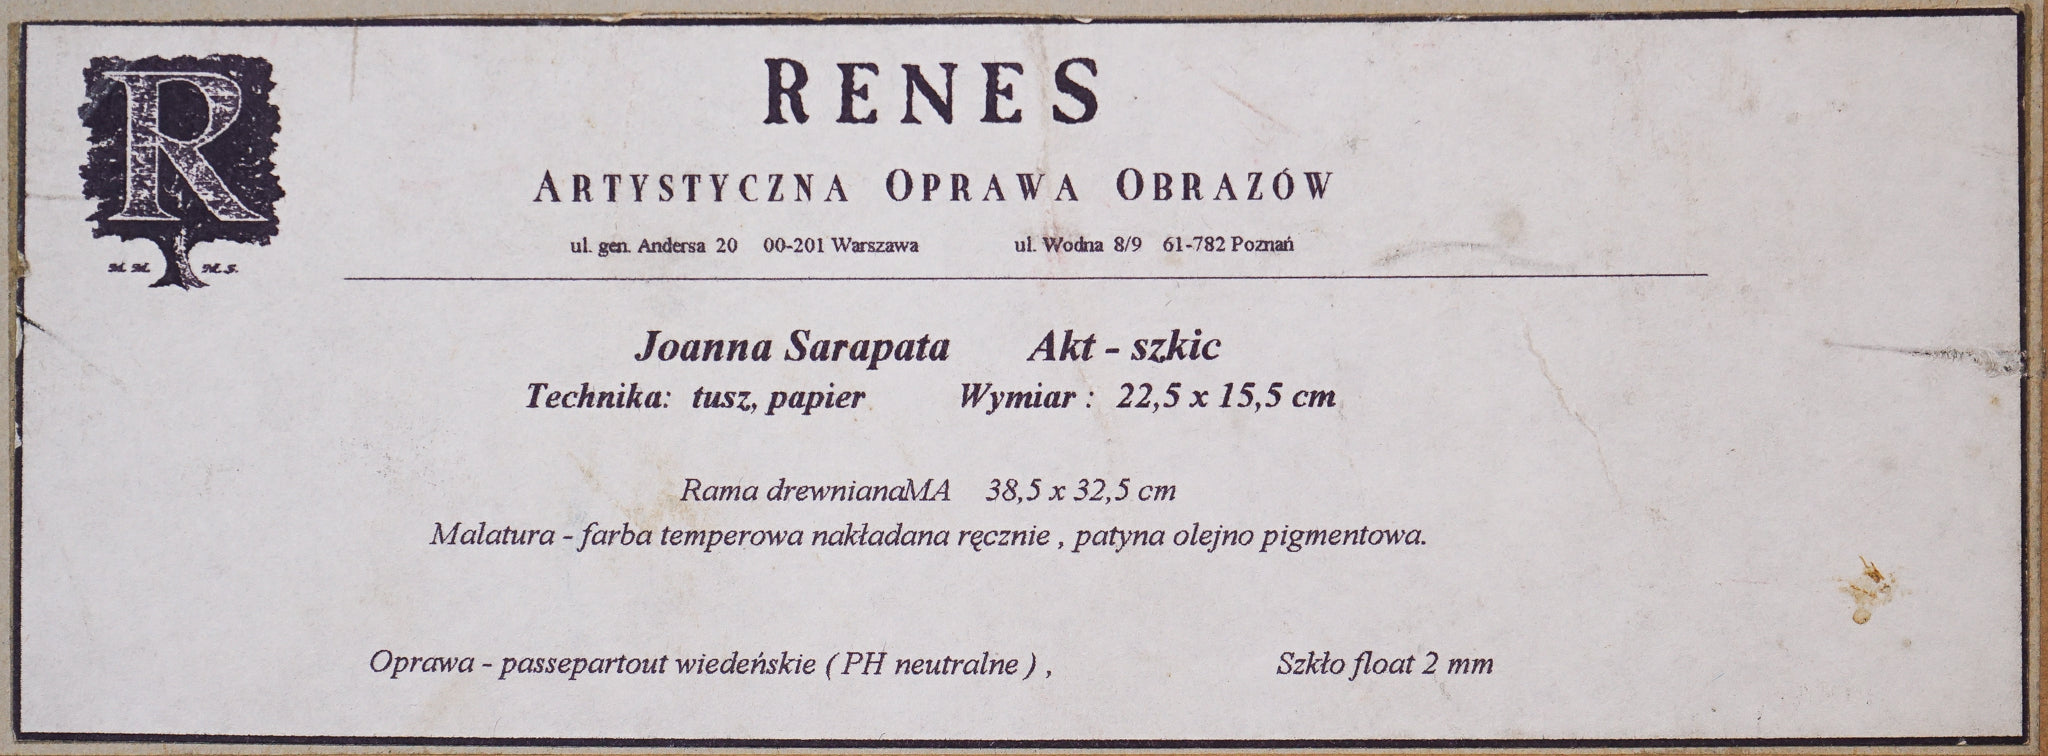 R
M. M. M. S.
RENES
ARTYSTYCZNA OPRAWA OBRAZÓW
ul. gen. Andersa 20 00-201 Warszawa ul. Wodna 8/9 61-782 Poznań
Joanna Sarapata Akt - szkic
Technika: tusz, papier Wymiar : 22,5 x 15,5 cm
Rama drewnianaMA 38,5 x 32,5 cm
Malatura - farba temperowa nakładana ręcznie , patyna olejno pigmentowa.
Oprawa - passepartout wiedeńskie ( PH neutralne ) , Szkło float 2 mm